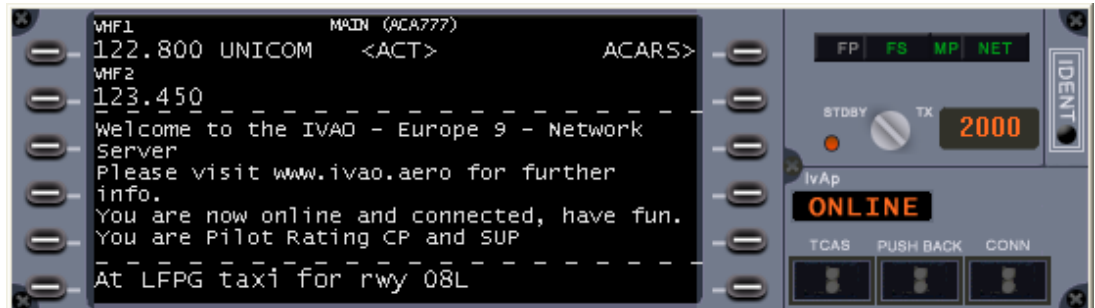 VHF1 MAIN (ACA777)
122.800 UNICOM <ACT> ACARS>
VHF2
123.450
Welcome to the IVAO - Europe 9 - Network
Server
Please visit www.ivao.aero for further
info.
You are now online and connected, have fun.
You are Pilot Rating CP and SUP
At LFPG taxi for rwy 08L
FP FS MP NET
IDENT
STDBY TX 2000
IvAp
ONLINE
TCAS PUSH BACK CONN